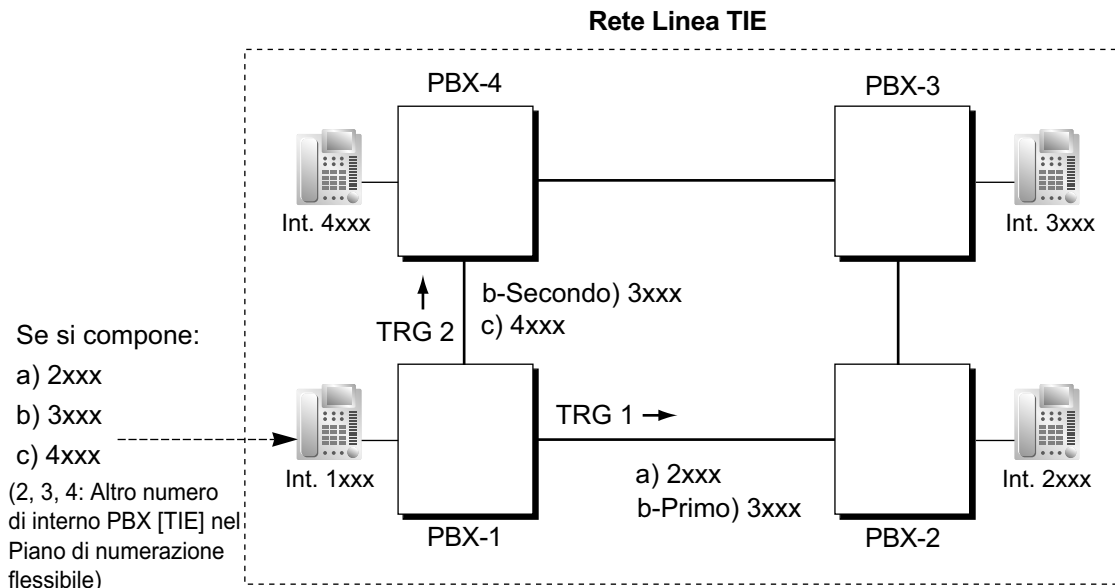 Rete Linea TIE
PBX-4
PBX-3
Int. 4xxx
Int. 3xxx
b-Secondo) 3xxx
c) 4xxx
TRG 2
Se si compone:
a) 2xxx
b) 3xxx
c) 4xxx
(2, 3, 4: Altro numero
di interno PBX [TIE] nel
Piano di numerazione
flessibile)
Int. 1xxx
PBX-1
TRG 1
a) 2xxx
b-Primo) 3xxx
Int. 2xxx
PBX-2